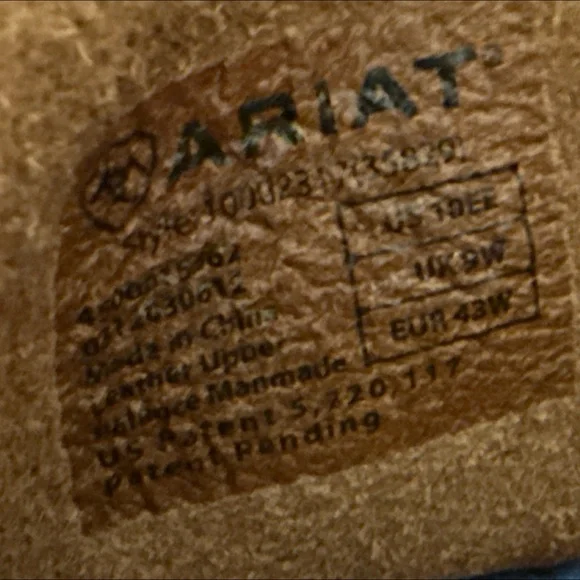 ARIAT®
Style
US 10EE
UK 9W
EUR 43W
Made in China
Leather Upper
Balance Manmade
US Patent 5,720,117
Patent Pending